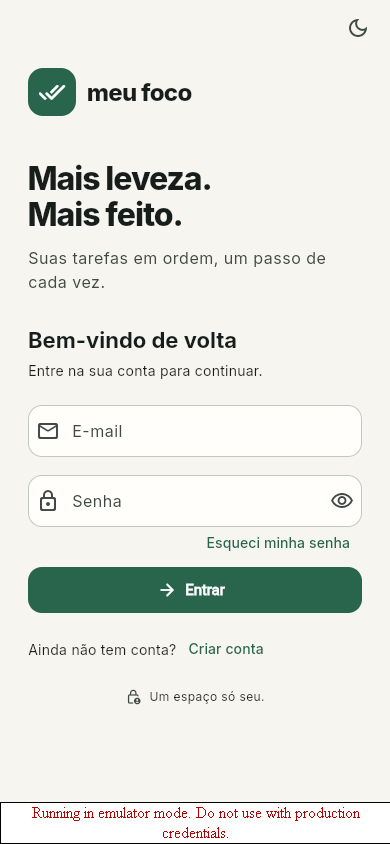 meu foco
Mais leveza.
Mais feito.
Suas tarefas em ordem, um passo de
cada vez.
Bem-vindo de volta
Entre na sua conta para continuar.
E-mail
Senha
Esqueci minha senha
Entrar
Ainda não tem conta? Criar conta
Um espaço só seu.
Running in emulator mode. Do not use with production
credentials.